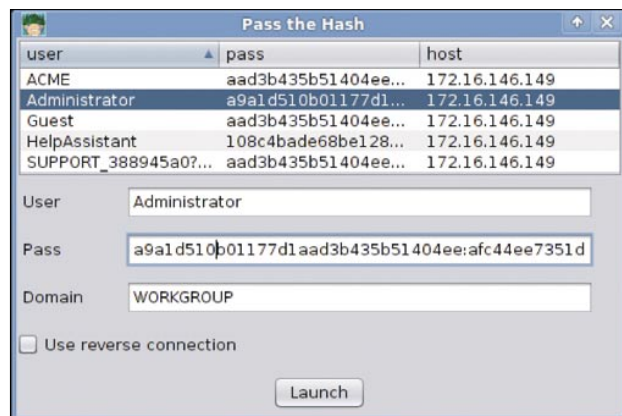 Pass the Hash
user pass host
ACME aad3b435b51404ee... 172.16.146.149
Administrator a9a1d510b01177d1... 172.16.146.149
Guest aad3b435b51404ee... 172.16.146.149
HelpAssistant 108c4bade68be128... 172.16.146.149
SUPPORT_388945a0?... aad3b435b51404ee... 172.16.146.149
User Administrator
Pass a9a1d510b01177d1aad3b435b51404ee:afc44ee7351d
Domain WORKGROUP
Use reverse connection
Launch